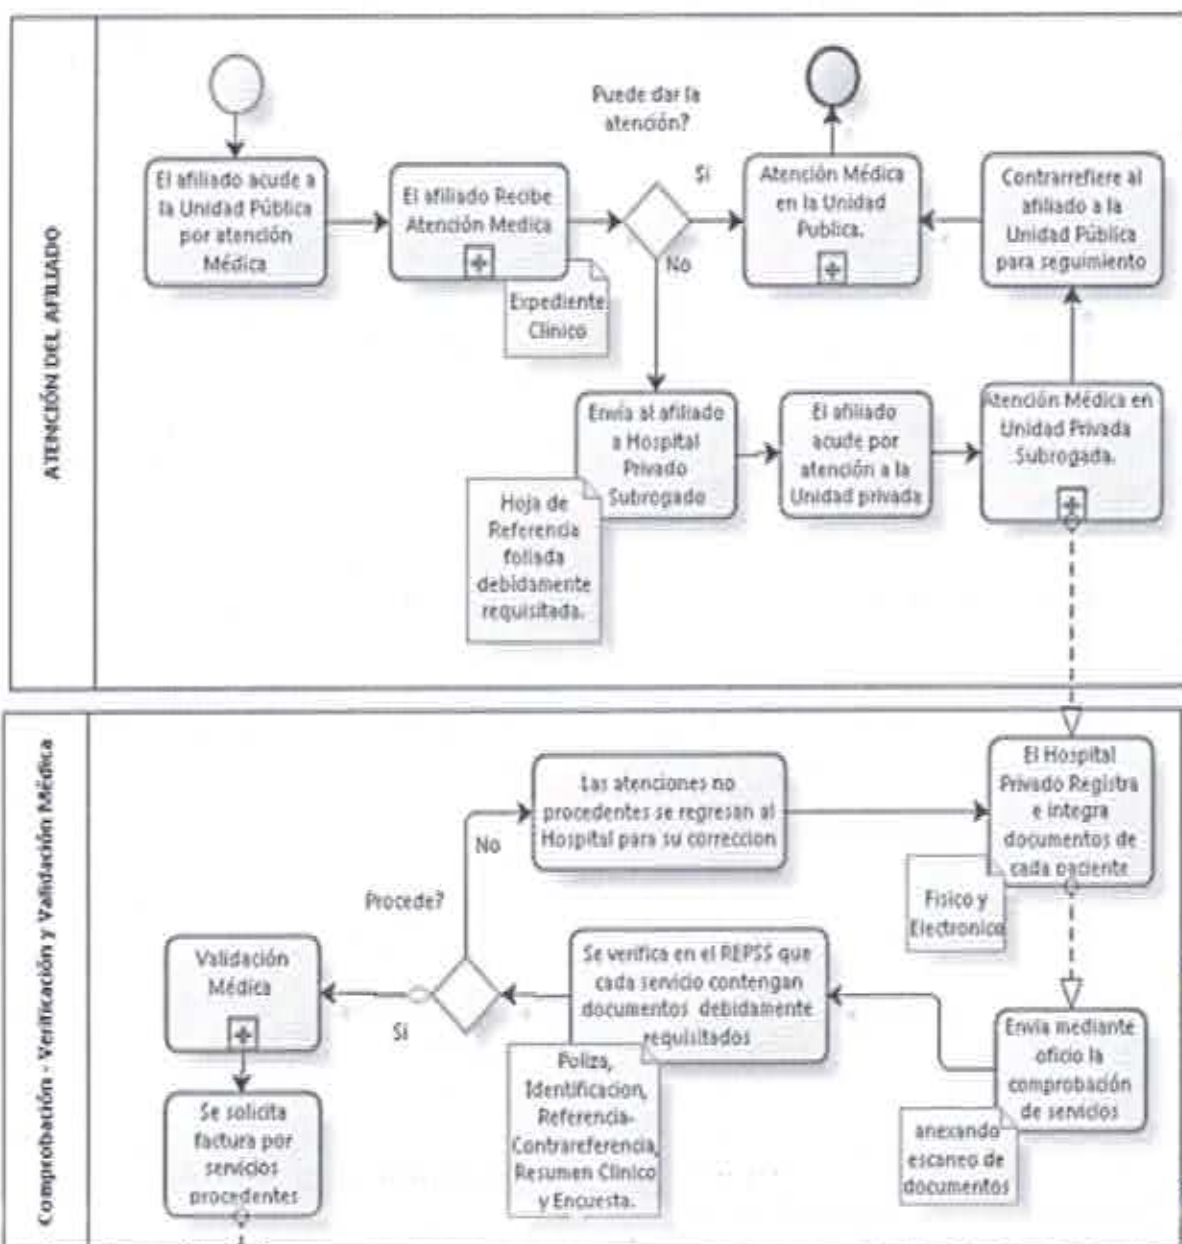 ATENCIÓN DEL AFILIADO
El afiliado acude a
la Unidad Pública
por atención
Médica
El afiliado Recibe
Atención Medica
Expediente
Clinico
Puede dar la
atención?
Si
No
Atención Médica
en la Unidad
Publica.
Contrarrefiere al
afiliado a la
Unidad Pública
para seguimiento
Envía al afiliado
a Hospital
Privado
Subrogado
Hoja de
Referencia
foliada
debidamente
requisitada.
El afiliado
acude por
atención a la
Unidad privada
Atención Médica en
Unidad Privada
Subrogada.
Comprobación - Verificación y Validación Médica
El Hospital
Privado Registra
e integra
documentos de
cada paciente
Fisico y
Electronico
Las atenciones no
procedentes se regresan al
Hospital para su correccion
No
Procede?
Si
Envia mediante
oficio la
comprobación
de servicios
anexando
escaneo de
documentos
Se verifica en el REPSS que
cada servicio contengan
documentos debidamente
requisitados
Poliza,
Identificacion,
Referencia-
Contrareferencia,
Resumen Clinico
y Encuesta.
Validación
Médica
Se solicita
factura por
servicios
procedentes